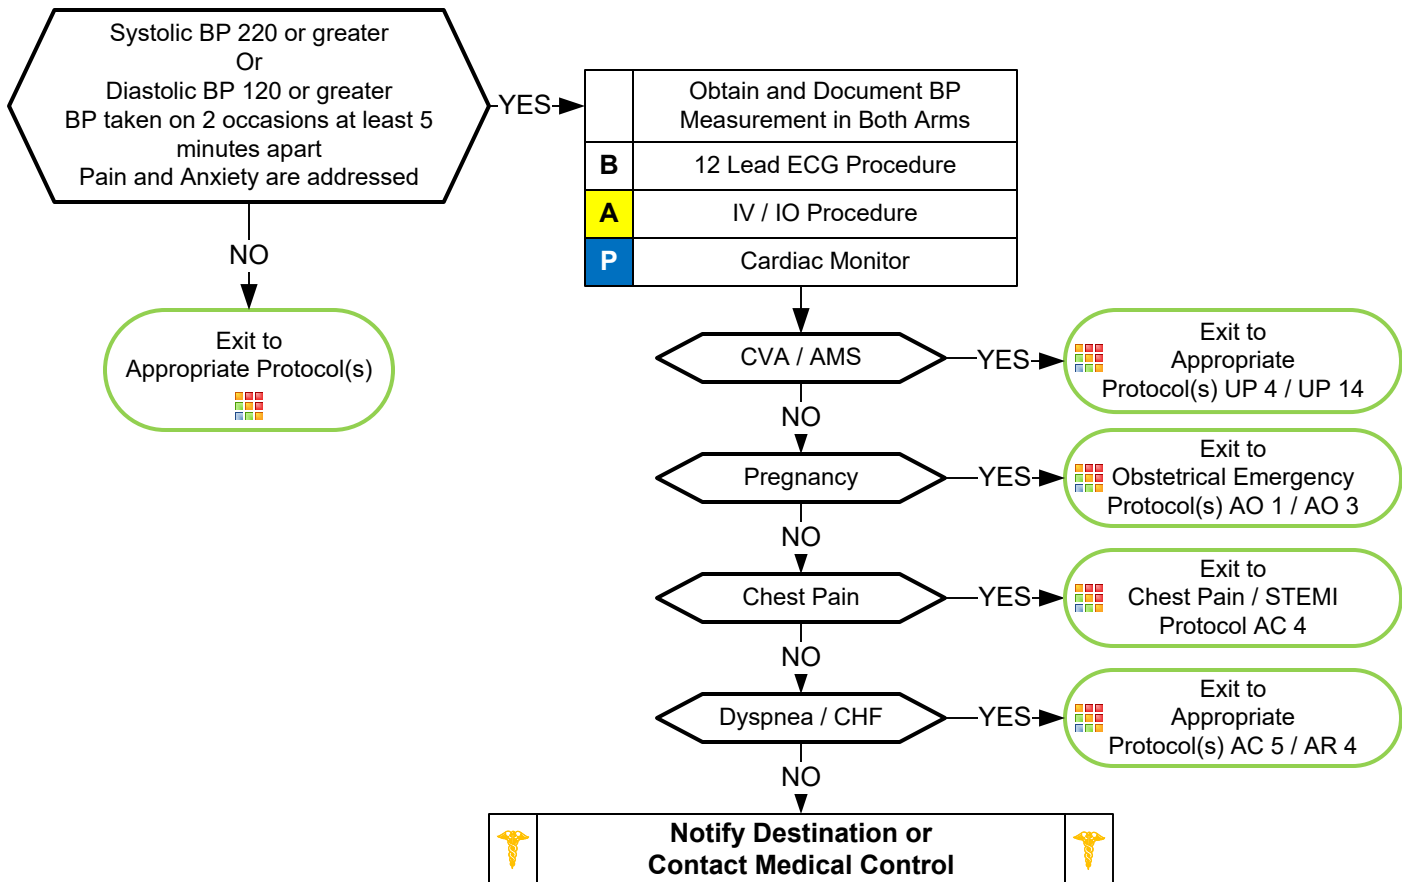 Systolic BP 220 or greater
Or
Diastolic BP 120 or greater
BP taken on 2 occasions at least 5
minutes apart
Pain and Anxiety are addressed
YES
NO
Exit to
Appropriate Protocol(s)
Obtain and Document BP
Measurement in Both Arms
B 12 Lead ECG Procedure
A IV / IO Procedure
P Cardiac Monitor
CVA / AMS
YES
Exit to
Appropriate
Protocol(s) UP 4 / UP 14
NO
Pregnancy
YES
Exit to
Obstetrical Emergency
Protocol(s) AO 1 / AO 3
NO
Chest Pain
YES
Exit to
Chest Pain / STEMI
Protocol AC 4
NO
Dyspnea / CHF
YES
Exit to
Appropriate
Protocol(s) AC 5 / AR 4
NO
Notify Destination or
Contact Medical Control